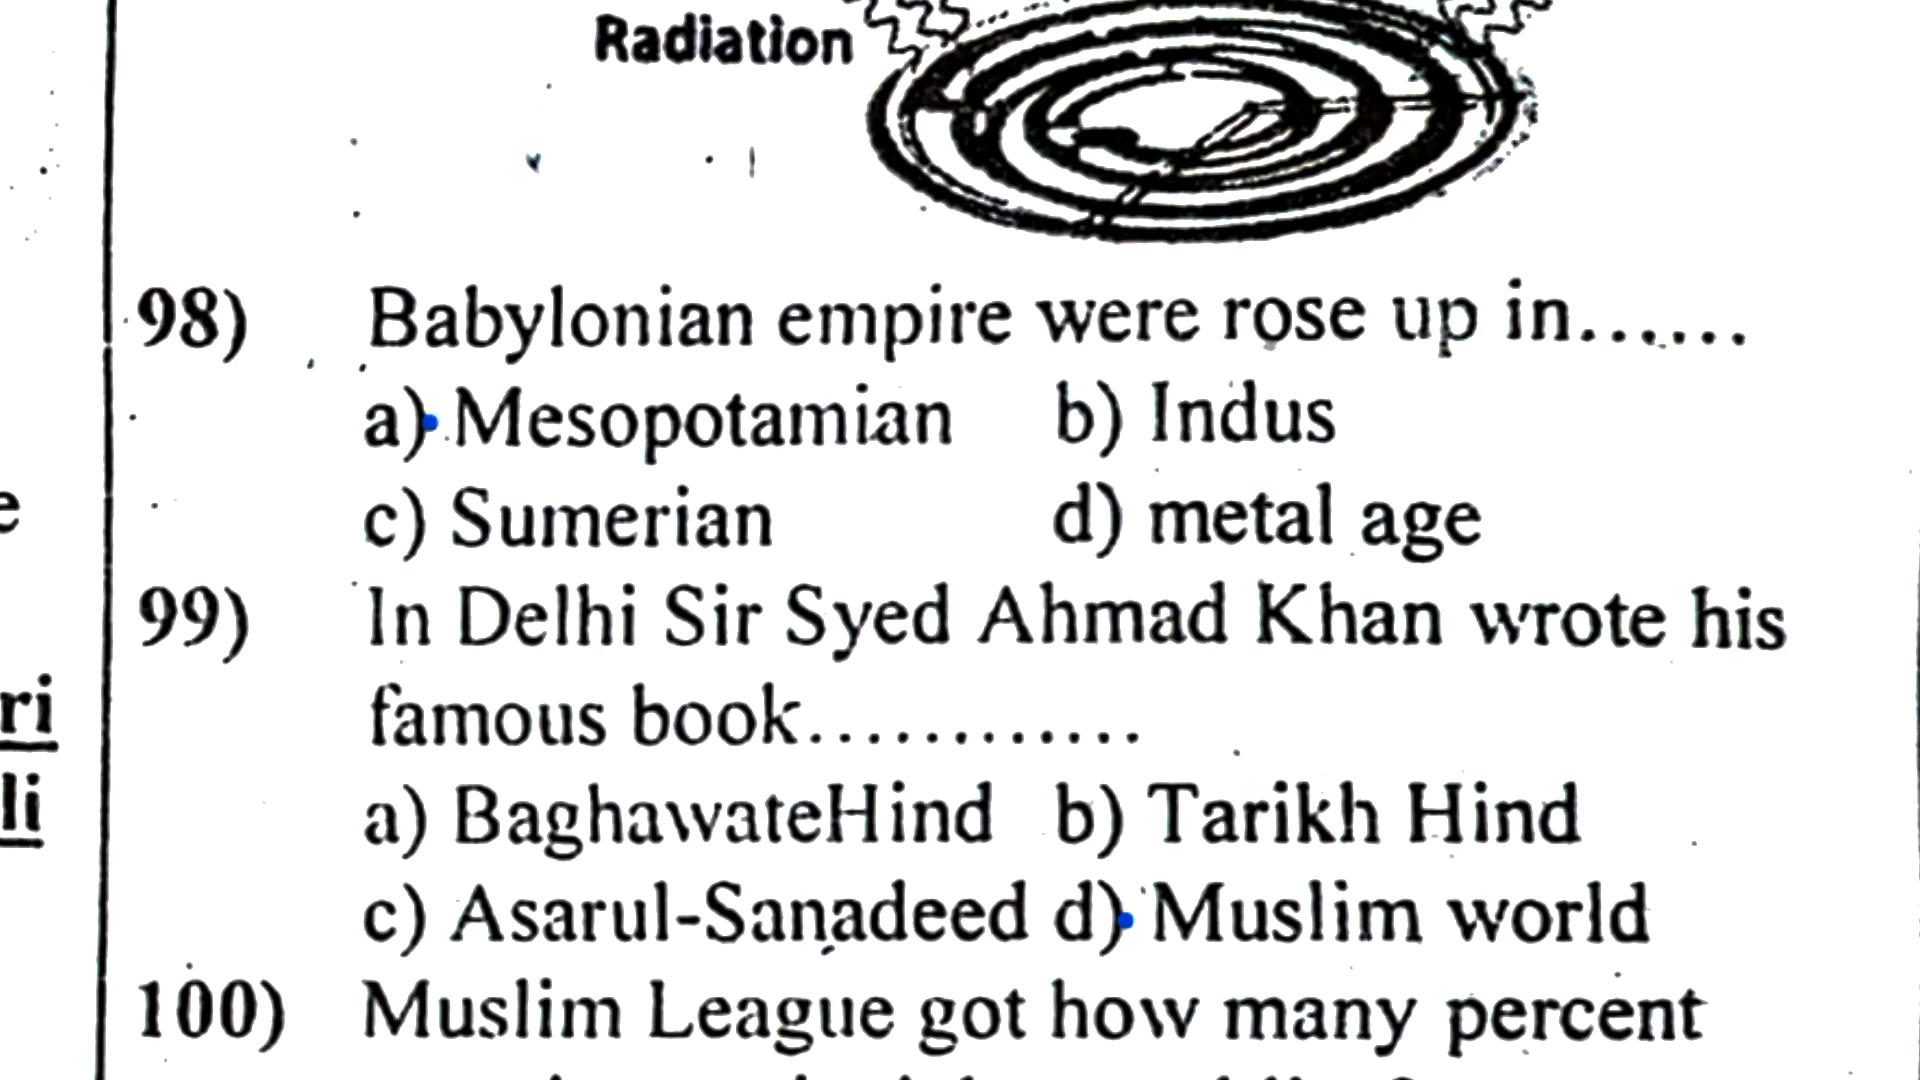 Radiation
98) Babylonian empire were rose up in......
a) Mesopotamian b) Indus
c) Sumerian d) metal age
e
99) In Delhi Sir Syed Ahmad Khan wrote his
ri
famous book............
li
a) BaghawateHind b) Tarikh Hind
c) Asarul-Sanadeed d) Muslim world
100) Muslim League got how many percent